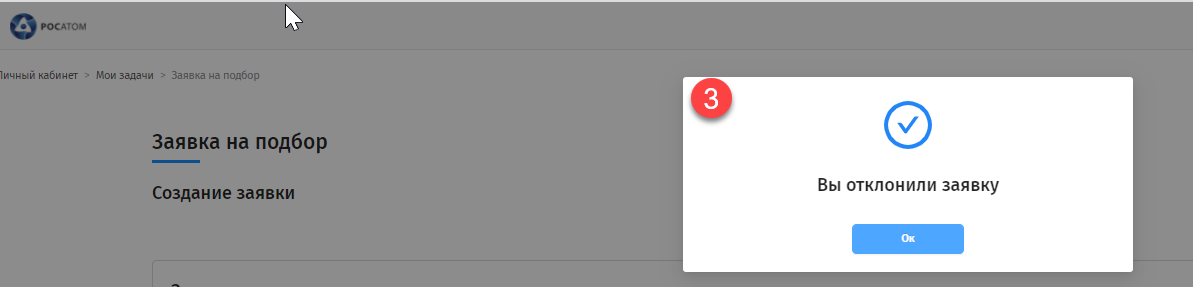 РОСАТОМ
Личный кабинет > Мои задачи > Заявка на подбор
3
Заявка на подбор
Вы отклонили заявку
Создание заявки
Ок